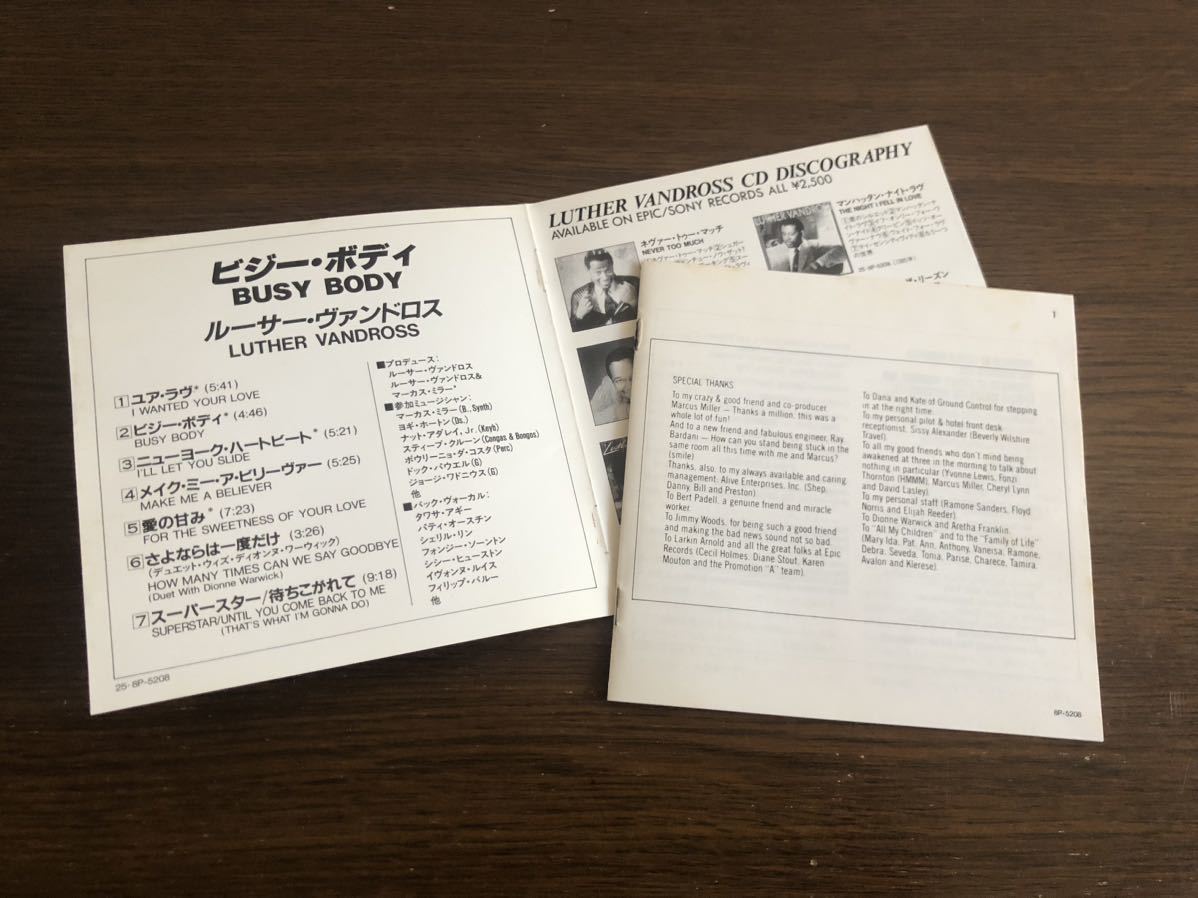 ビジー・ボディ
BUSY BODY
ルーサー・ヴァンドロス
LUTHER VANDROSS
1 ユア・ラヴ* (5:41)
I WANTED YOUR LOVE
2 ビジー・ボディ* (4:46)
BUSY BODY
3 ニューヨーク・ハートビート* (5:21)
I'LL LET YOU SLIDE
4 メイク・ミー・ア・ビリーヴァー (5:25)
MAKE ME A BELIEVER
5 愛の甘み* (7:23)
FOR THE SWEETNESS OF YOUR LOVE
6 さよならは一度だけ (3:26)
(デュエット・ウィズ・ディオンヌ・ワーウィック)
HOW MANY TIMES CAN WE SAY GOODBYE
(Duet With Dionne Warwick)
7 スーパースター/待ちこがれて (9:18)
SUPERSTAR/UNTIL YOU COME BACK TO ME
(THAT'S WHAT I'M GONNA DO)
■プロデュース:
ルーサー・ヴァンドロス
ルーサー・ヴァンドロス&
マーカス・ミラー*
■参加ミュージシャン:
マーカス・ミラー(B., Synth)
ヨギ・ホートン(Ds.)
ナット・アダレイ, Jr.(Keyb)
スティーブ・クルーン(Congas & Bongos)
ポウリーニョ・ダ・コスタ(Perc)
ドック・パウエル(G)
ジョージ・ワドニウス(G)
他
■バック・ヴォーカル:
タワサ・アギー
パティ・オースチン
シェリル・リン
フォンジー・ソーントン
シシー・ヒューストン
イヴォンヌ・ルイス
フィリップ・バルー
他
25・8P-5208
LUTHER VANDROSS CD DISCOGRAPHY
AVAILABLE ON EPIC/SONY RECORDS ALL ¥2,500
ネヴァー・トゥー・マッチ
NEVER TOO MUCH
マンハッタン・ナイト・ラヴ
THE NIGHT I FELL IN LOVE
LUTHER VANDROSS
リーズン
1
SPECIAL THANKS
To my crazy & good friend and co-producer
Marcus Miller — Thanks a million, this was a
whole lot of fun!
And to a new friend and fabulous engineer, Ray
Bardani — How can you stand being stuck in the
same room all this time with me and Marcus?
(smile)
Thanks, also, to my always available and caring
management, Alive Enterprises, Inc. (Shep,
Danny, Bill and Preston).
To Bert Padell, a genuine friend and miracle
worker.
To Jimmy Woods, for being such a good friend
and making the bad news sound not so bad.
To Larkin Arnold and all the great folks at Epic
Records (Cecil Holmes, Diane Stout, Karen
Mouton and the Promotion "A" team).
To Dana and Kate of Ground Control for stepping
in at the right time.
To my personal pilot & hotel front desk
receptionist, Sissy Alexander (Beverly Wilshire
Travel).
To all my good friends who don't mind being
awakened at three in the morning to talk about
nothing in particular (Yvonne Lewis, Fonzi
Thornton (HMMM), Marcus Miller, Cheryl Lynn
and David Lasley).
To my personal staff (Ramone Sanders, Floyd
Norris and Elijah Reeder).
To Dionne Warwick and Aretha Franklin.
To "All My Children" and to the "Family of Life"
(Mary Ida, Pat, Ann, Anthony, Vanersa, Ramone,
Debra, Seveda, Tonia, Parise, Charece, Tamira,
Avalon and Klerese).
8P-5208